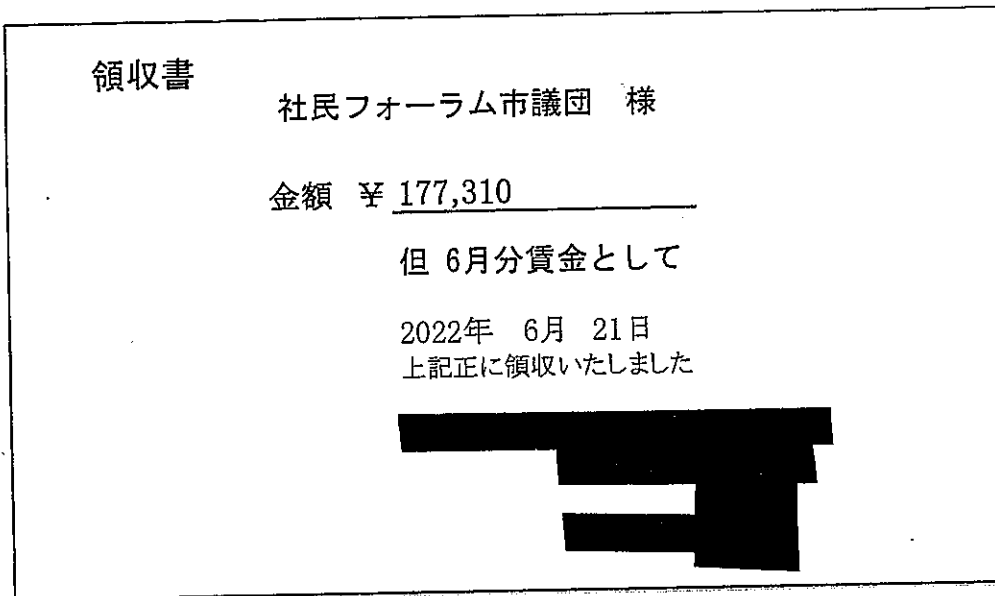 領収書
社民フォーラム市議団 様
金額 ¥ 177,310
但 6月分賃金として
2022年 6月 21日
上記正に領収いたしました